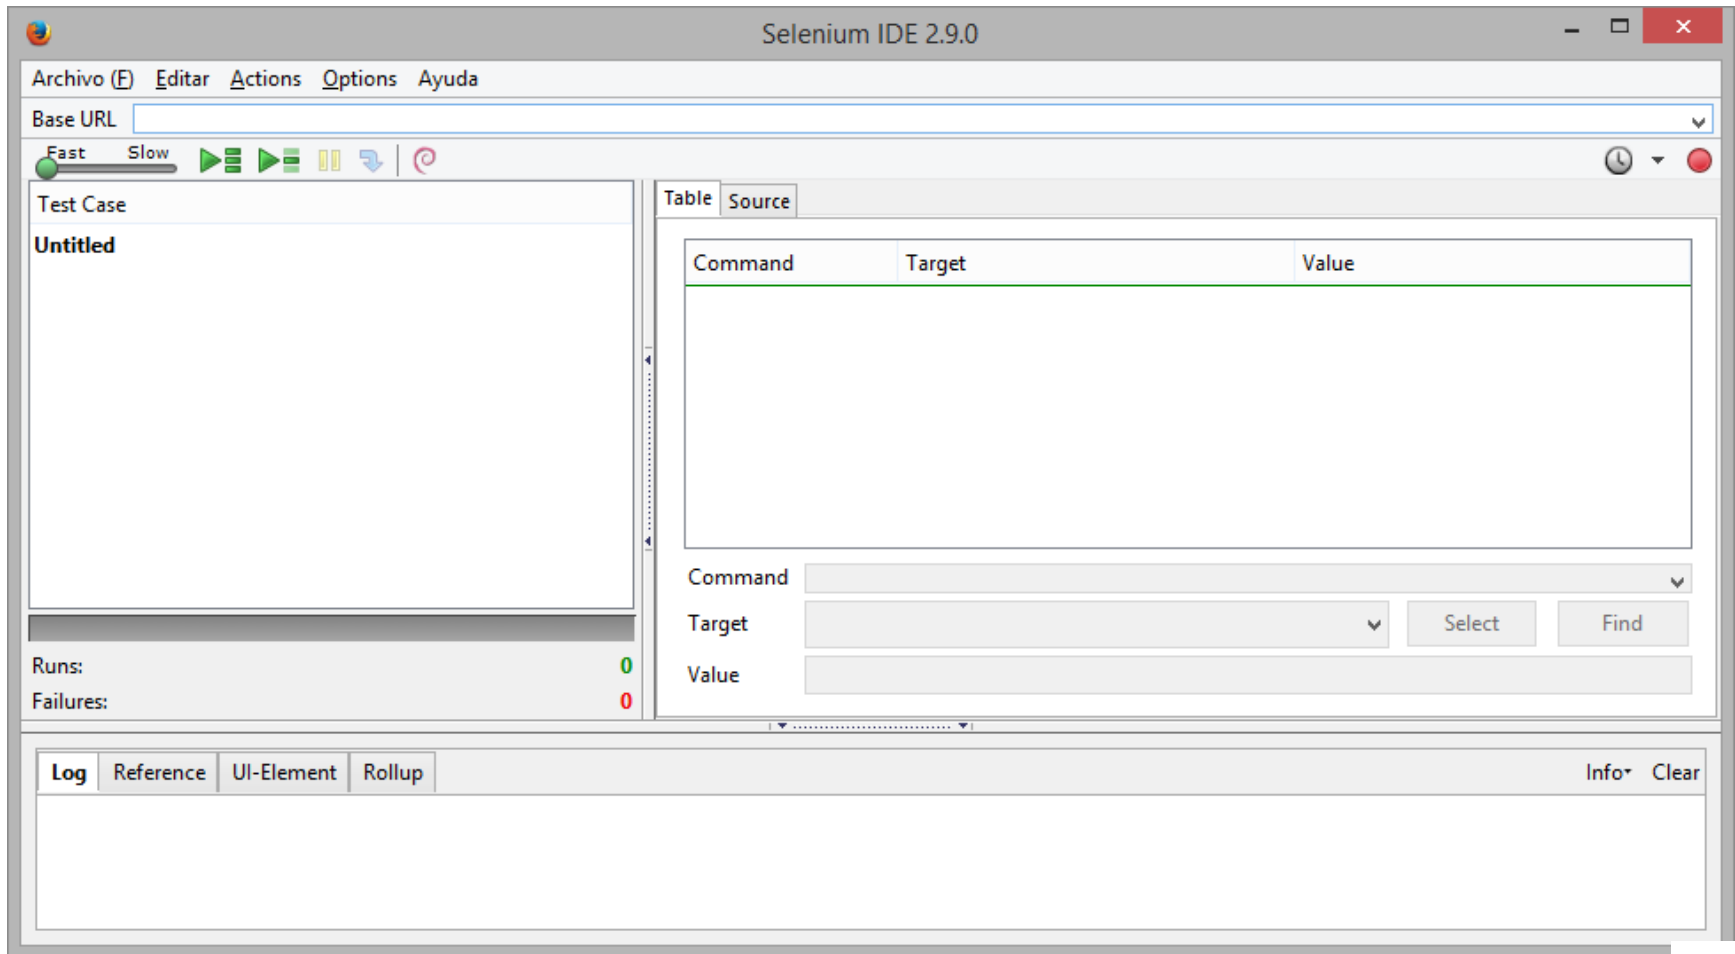 Selenium IDE 2.9.0
Archivo (F) Editar Actions Options Ayuda
Base URL
Fast Slow
Test Case
Untitled
Runs: 0
Failures: 0
Table Source
Command Target Value
Command
Target Select Find
Value
Log Reference UI-Element Rollup Info Clear